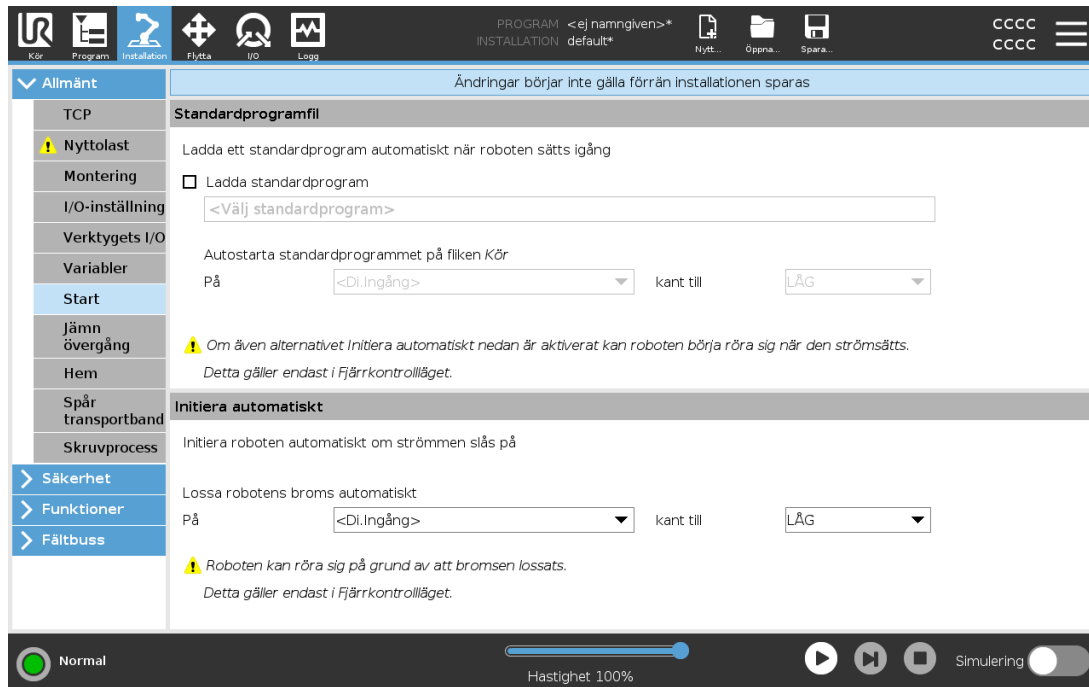 UR
Kör
Program
Installation
Flytta
I/O
Logg
PROGRAM <ej namngiven>*
INSTALLATION default*
Nytt...
Öppna...
Spara...
CCCC
CCCC
Allmänt
TCP
Nyttolast
Montering
I/O-inställning
Verktygets I/O
Variabler
Start
Jämn
övergång
Hem
Spår
transportband
Skruvprocess
Säkerhet
Funktioner
Fältbuss
Ändringar börjar inte gälla förrän installationen sparas
Standardprogramfil
Ladda ett standardprogram automatiskt när roboten sätts igång
Ladda standardprogram
<Välj standardprogram>
Autostarta standardprogrammet på fliken Kör
På <Di.Ingång> kant till LÅG
Om även alternativet Initiera automatiskt nedan är aktiverat kan roboten börja röra sig när den strömsätts.
Detta gäller endast i Fjärrkontrolläget.
Initiera automatiskt
Initiera roboten automatiskt om strömmen slås på
Lossa robotens broms automatiskt
På <Di.Ingång> kant till LÅG
Roboten kan röra sig på grund av att bromsen lossats.
Detta gäller endast i Fjärrkontrolläget.
Normal
Hastighet 100%
Simulering